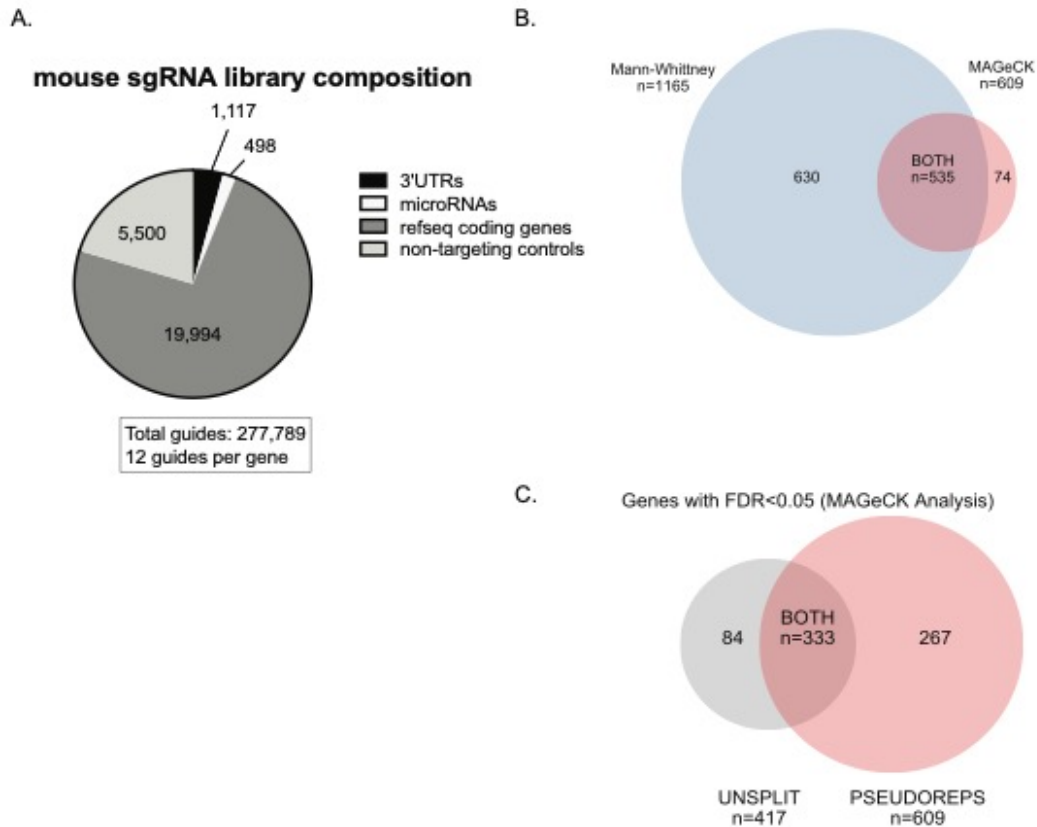 A.
mouse sgRNA library composition
1,117
498
5,500
19,994
3'UTRs
microRNAs
refseq coding genes
non-targeting controls
Total guides: 277,789
12 guides per gene
B.
Mann-Whittney
n=1165
MAGeCK
n=609
630
BOTH
n=535
74
C.
Genes with FDR<0.05 (MAGeCK Analysis)
84
BOTH
n=333
267
UNSPLIT
n=417
PSEUDOREPS
n=609